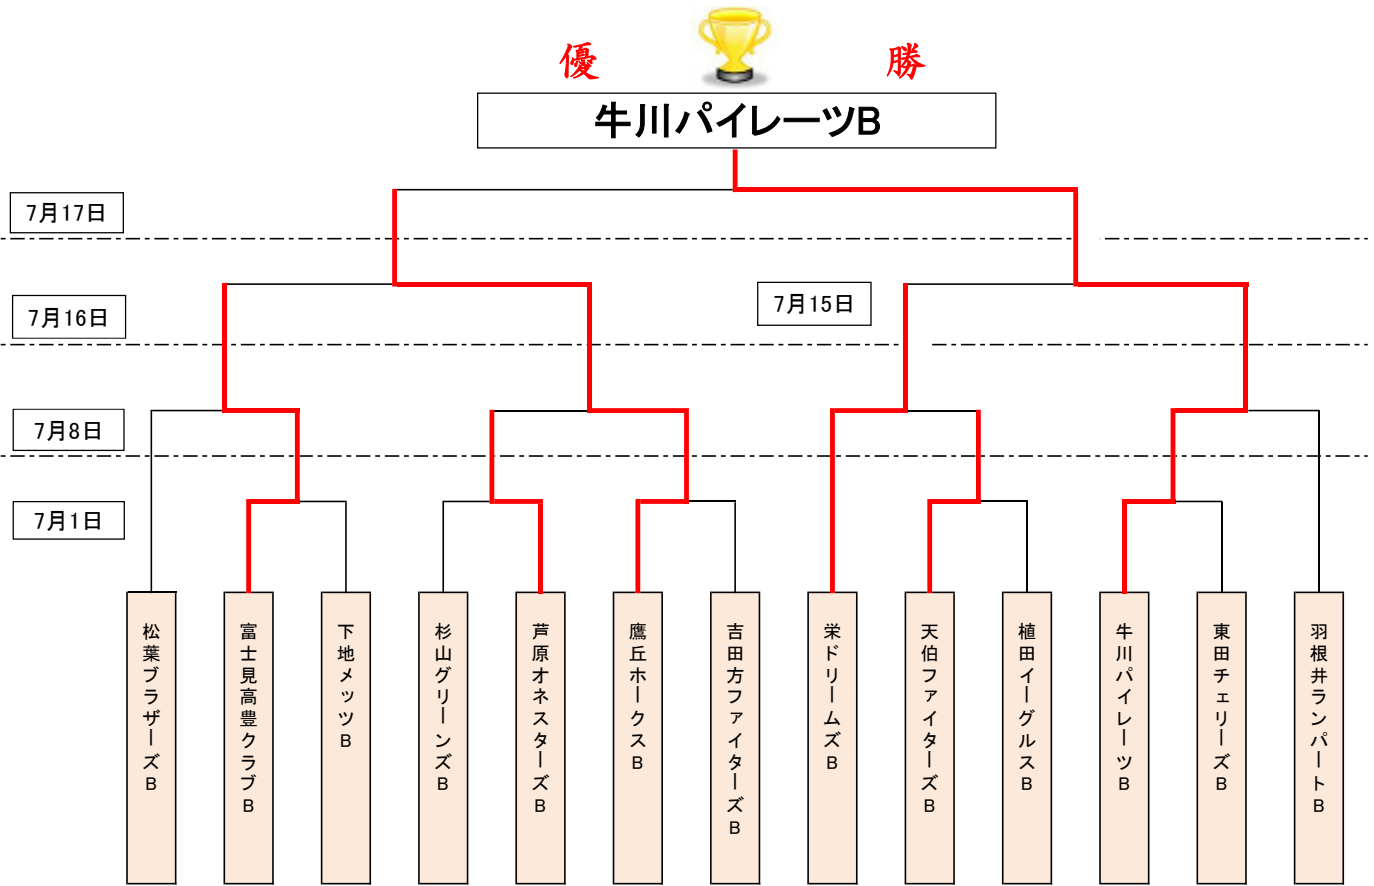 優 勝
牛川パイレーツB
7月17日
7月16日
7月15日
7月8日
7月1日
松葉ブラザーズB
富士見高豊クラブB
下地メッツB
杉山グリーンズB
芦原オネスターズB
鷹丘ホークスB
吉田方ファイターズB
栄ドリームズB
天伯ファイターズB
植田イーグルスB
牛川パイレーツB
東田チェリーズB
羽根井ランパートB